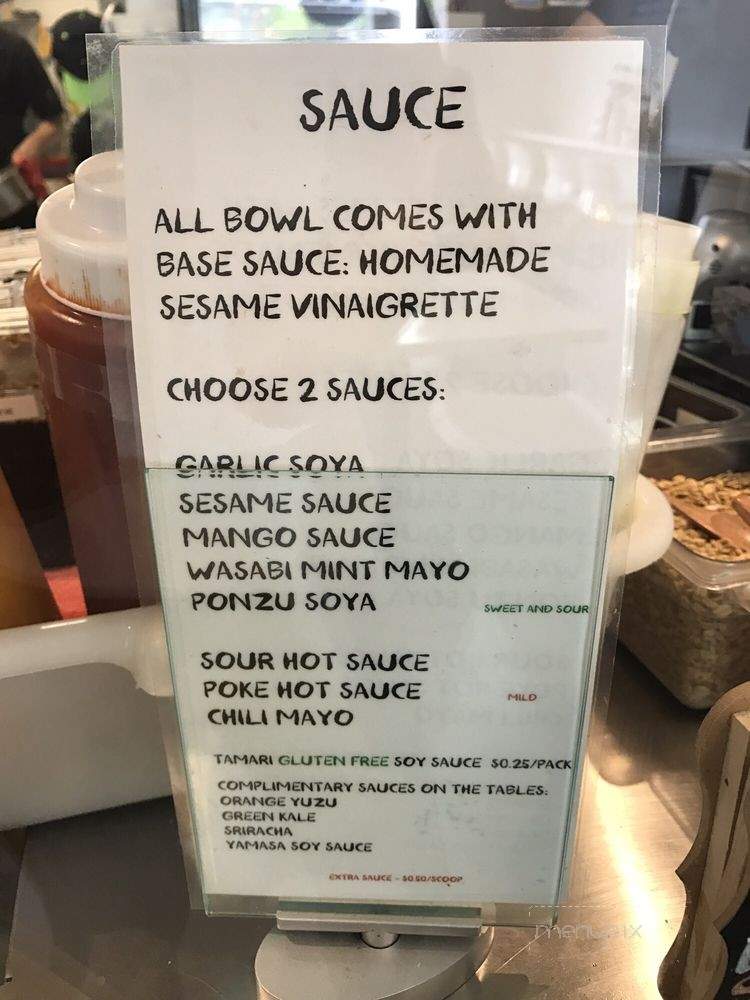 SAUCE
ALL BOWL COMES WITH
BASE SAUCE: HOMEMADE
SESAME VINAIGRETTE
CHOOSE 2 SAUCES:
GARLIC SOYA
SESAME SAUCE
MANGO SAUCE
WASABI MINT MAYO
PONZU SOYA SWEET AND SOUR
SOUR HOT SAUCE
POKE HOT SAUCE MILD
CHILI MAYO
TAMARI GLUTEN FREE SOY SAUCE $0.25/PACK
COMPLIMENTARY SAUCES ON THE TABLES:
ORANGE YUZU
GREEN KALE
SRIRACHA
YAMASA SOY SAUCE
EXTRA SAUCE - $0.50/SCOOP
menupix